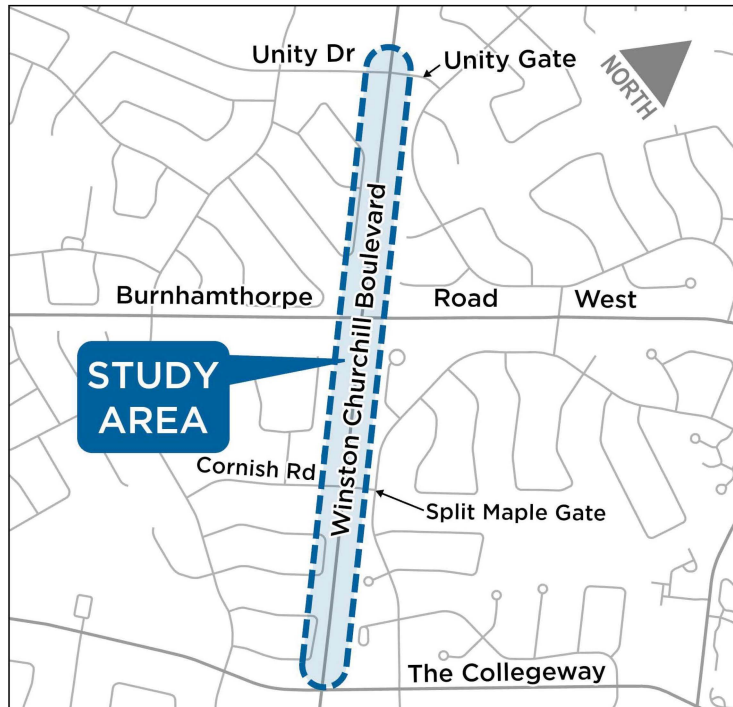 Unity Dr
Unity Gate
NORTH
Winston Churchill Boulevard
Burnhamthorpe Road West
STUDY
AREA
Cornish Rd
Split Maple Gate
The Collegeway